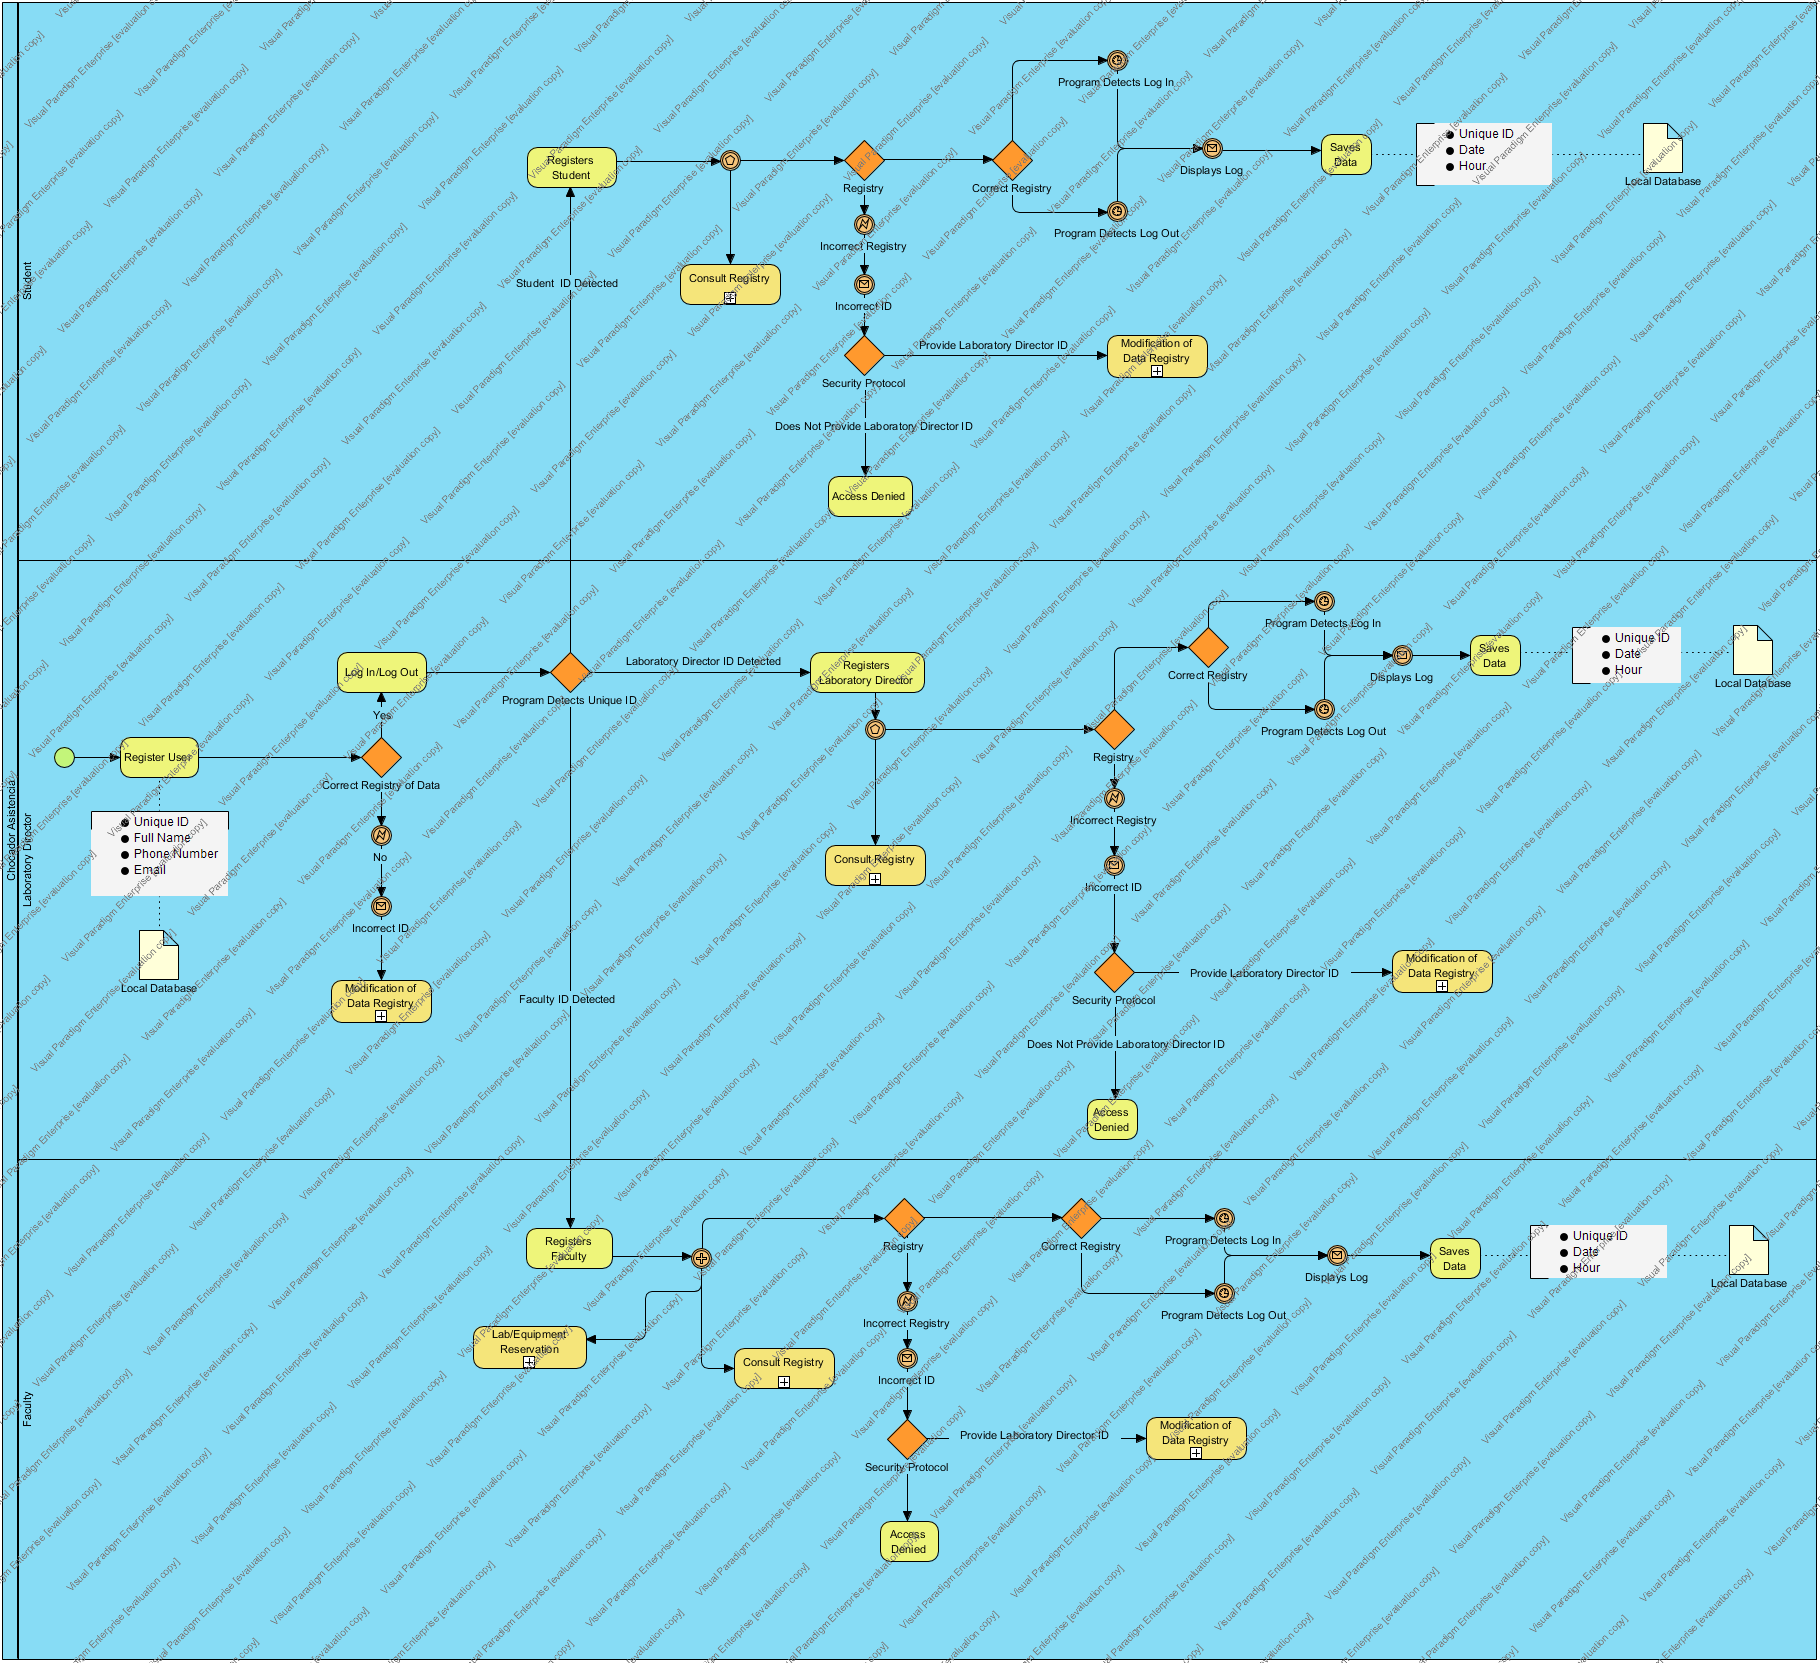 Chocador Asistencia
Student
Registers
Student
Student  ID Detected
Consult Registry
Registry
Incorrect Registry
Incorrect ID
Security Protocol
Provide Laboratory Director ID
Modification of
Data Registry
Does Not Provide Laboratory Director ID
Access Denied
Correct Registry
Program Detects Log In
Program Detects Log Out
Displays Log
Saves
Data
Unique ID
Date
Hour
Local Database
Laboratory Director
Register User
Unique ID
Full Name
Phone Number
Email
Local Database
Correct Registry of Data
Yes
Log In/Log Out
No
Incorrect ID
Modification of
Data Registry
Program Detects Unique ID
Laboratory Director ID Detected
Faculty ID Detected
Registers
Laboratory Director
Consult Registry
Registry
Incorrect Registry
Incorrect ID
Security Protocol
Provide Laboratory Director ID
Modification of
Data Registry
Does Not Provide Laboratory Director ID
Access
Denied
Correct Registry
Program Detects Log In
Program Detects Log Out
Displays Log
Saves
Data
Unique ID
Date
Hour
Local Database
Faculty
Registers
Faculty
Lab/Equipment
Reservation
Consult Registry
Registry
Incorrect Registry
Incorrect ID
Security Protocol
Provide Laboratory Director ID
Modification of
Data Registry
Access
Denied
Correct Registry
Program Detects Log In
Program Detects Log Out
Displays Log
Saves
Data
Unique ID
Date
Hour
Local Database
Visual Paradigm Enterprise [evaluation copy]